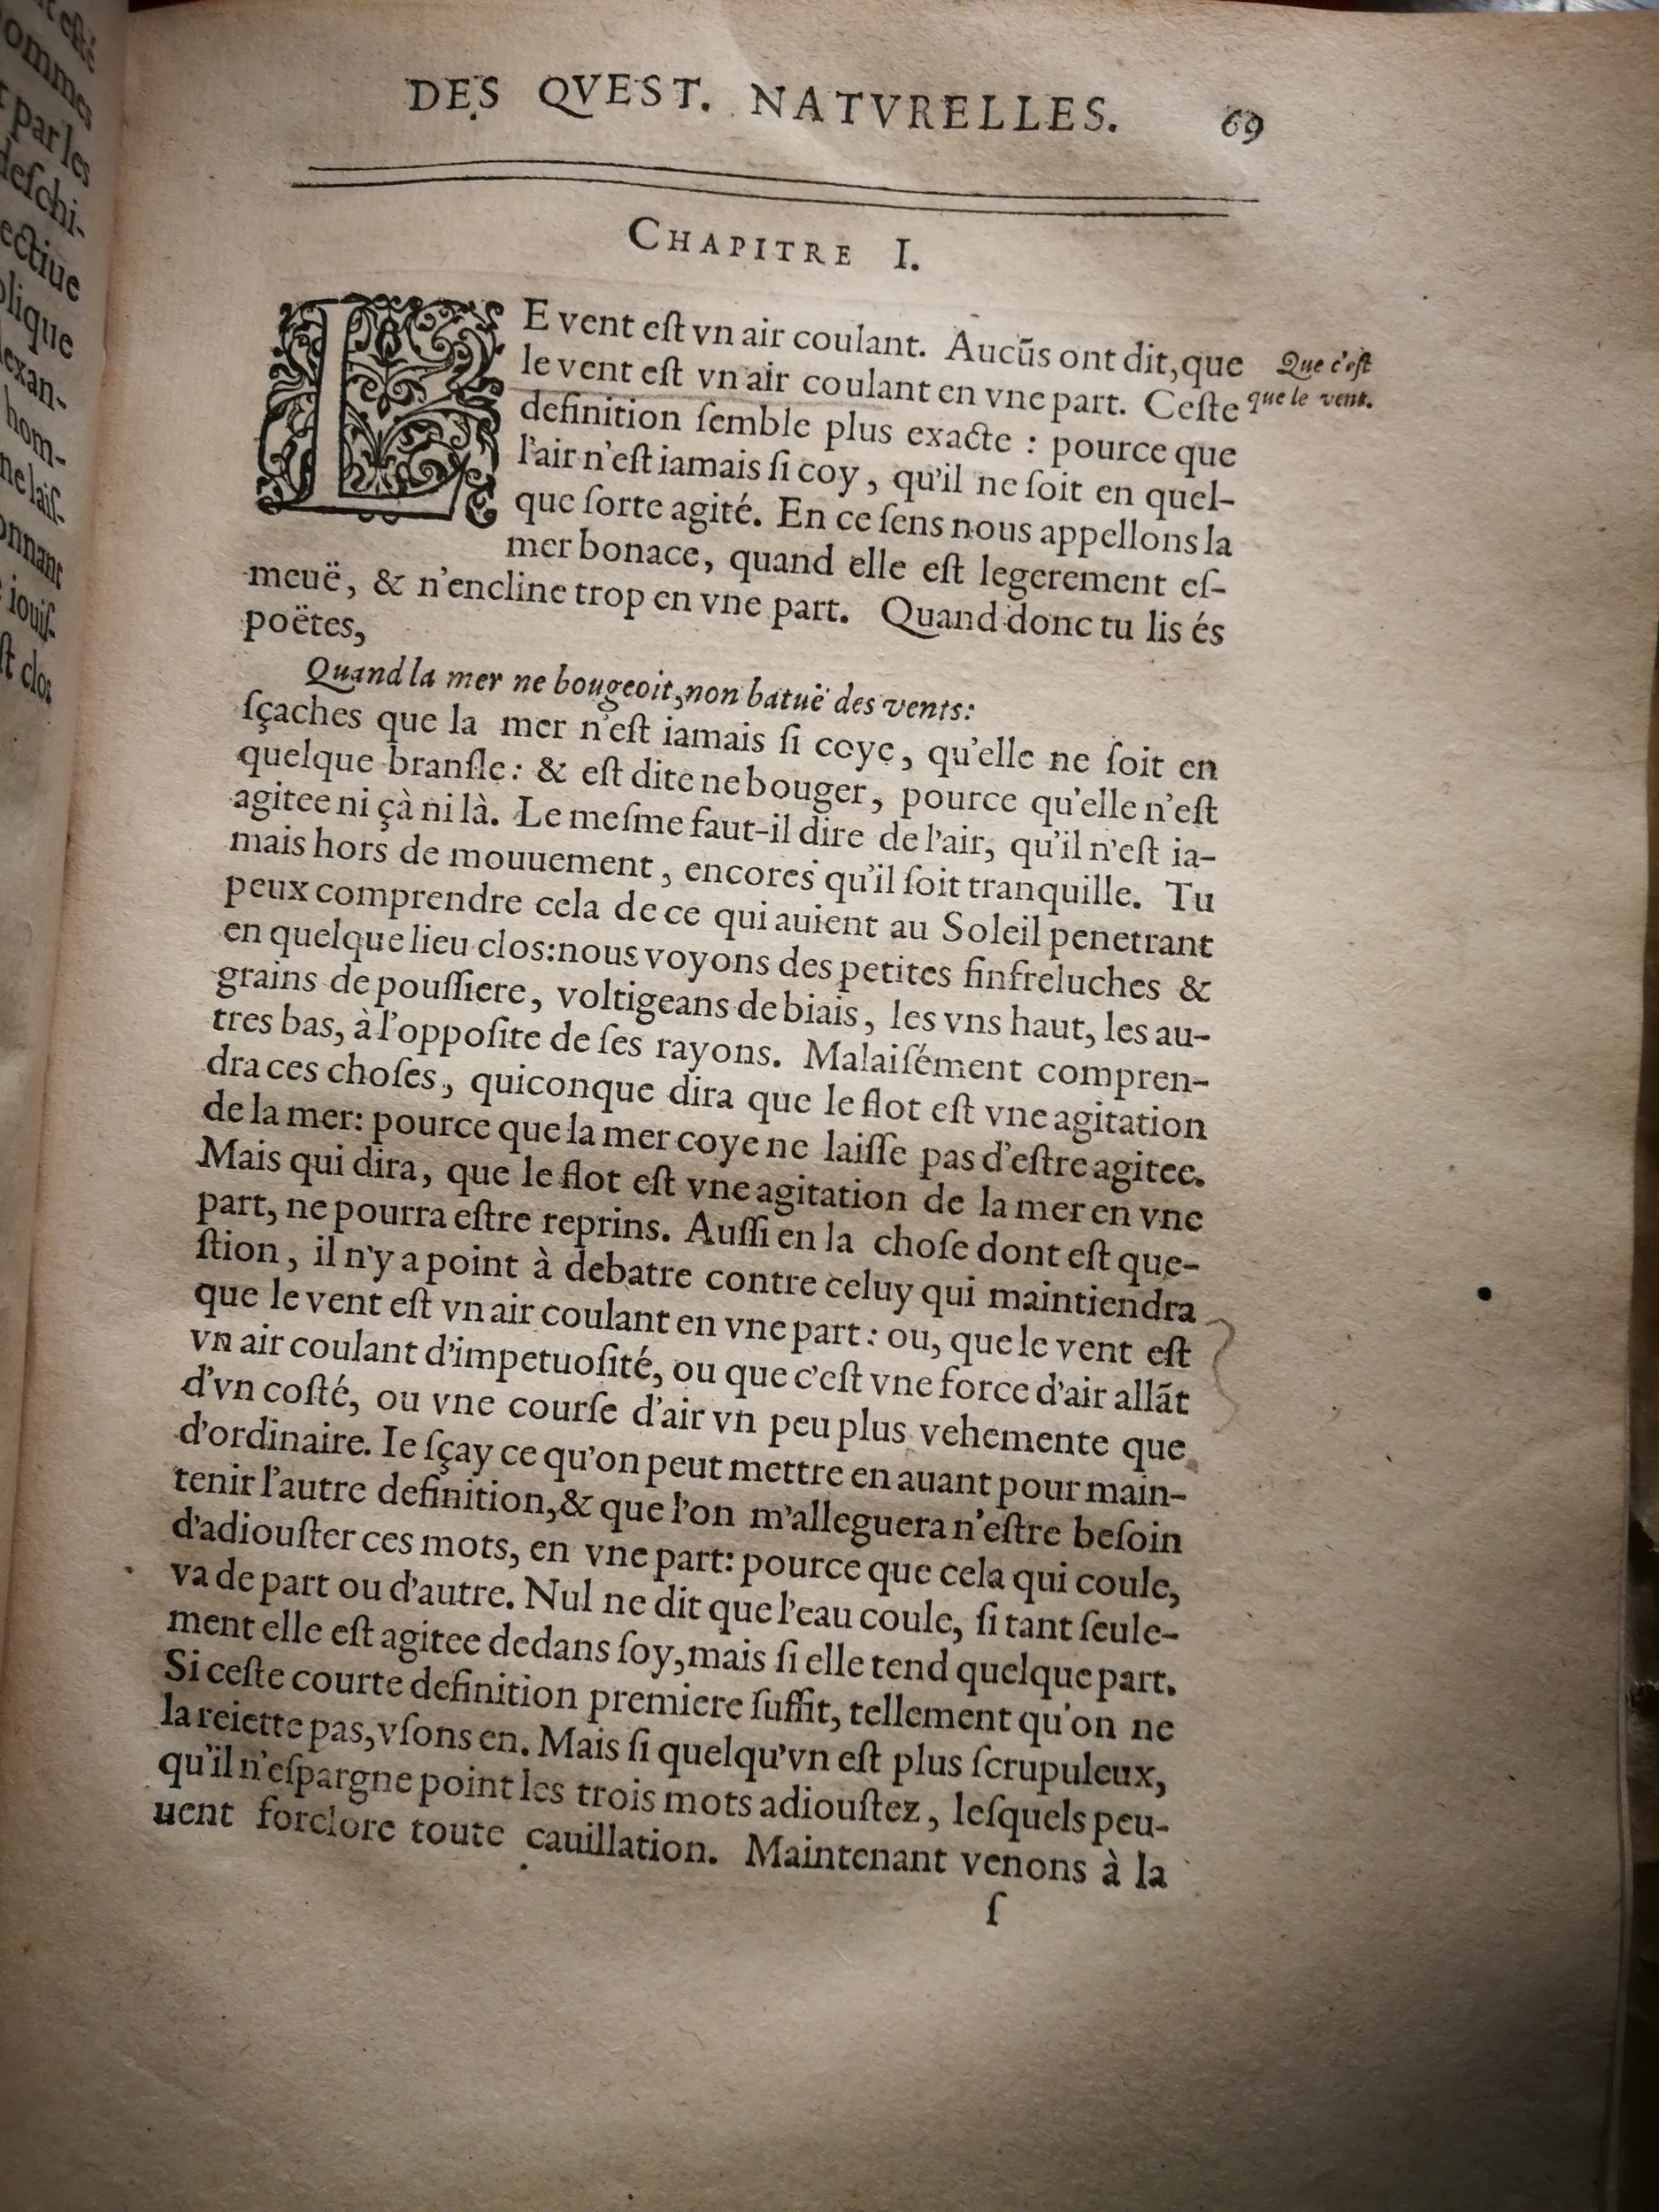 t esté
ommes
t par les
deſchi-
ectiue
plique
lexan-
hom-
ne laiſ-
onnant
iouiſ-
ſt clos
DES QVEST. NATVRELLES. 69
CHAPITRE I.
LE vent eſt vn air coulant. Aucũs ont dit, que
le vent eſt vn air coulant en vne part. Ceſte
definition ſemble plus exacte : pource que
l'air n'eſt iamais ſi coy, qu'il ne ſoit en quel-
que ſorte agité. En ce ſens nous appellons la
mer bonace, quand elle eſt legerement eſ-
meuë, & n'encline trop en vne part. Quand donc tu lis és
poëtes,
Quand la mer ne bougeoit, non batuë des vents:
ſçaches que la mer n'eſt iamais ſi coye, qu'elle ne ſoit en
quelque branſle: & eſt dite ne bouger, pource qu'elle n'eſt
agitee ni çà ni là. Le meſme faut-il dire de l'air, qu'il n'eſt ia-
mais hors de mouuement, encores qu'il ſoit tranquille. Tu
peux comprendre cela de ce qui auient au Soleil penetrant
en quelque lieu clos: nous voyons des petites finfreluches &
grains de pouſſiere, voltigeans de biais, les vns haut, les au-
tres bas, à l'oppoſite de ſes rayons. Malaiſément compren-
dra ces choſes, quiconque dira que le flot eſt vne agitation
de la mer: pource que la mer coye ne laiſſe pas d'eſtre agitee.
Mais qui dira, que le flot eſt vne agitation de la mer en vne
part, ne pourra eſtre reprins. Auſſi en la choſe dont eſt que-
ſtion, il n'y a point à debatre contre celuy qui maintiendra
que le vent eſt vn air coulant en vne part: ou, que le vent eſt
vn air coulant d'impetuoſité, ou que c'eſt vne force d'air allãt
d'vn coſté, ou vne courſe d'air vn peu plus vehemente que
d'ordinaire. Ie ſçay ce qu'on peut mettre en auant pour main-
tenir l'autre definition, & que l'on m'alleguera n'eſtre beſoin
d'adiouſter ces mots, en vne part: pource que cela qui coule,
va de part ou d'autre. Nul ne dit que l'eau coule, ſi tant ſeule-
ment elle eſt agitee dedans ſoy, mais ſi elle tend quelque part.
Si ceſte courte definition premiere ſuffit, tellement qu'on ne
la reiette pas, vſons en. Mais ſi quelqu'vn eſt plus ſcrupuleux,
qu'il n'eſpargne point les trois mots adiouſtez, leſquels peu-
uent forclore toute cauillation. Maintenant venons à la
ſ
Que c'eſt
que le vent.